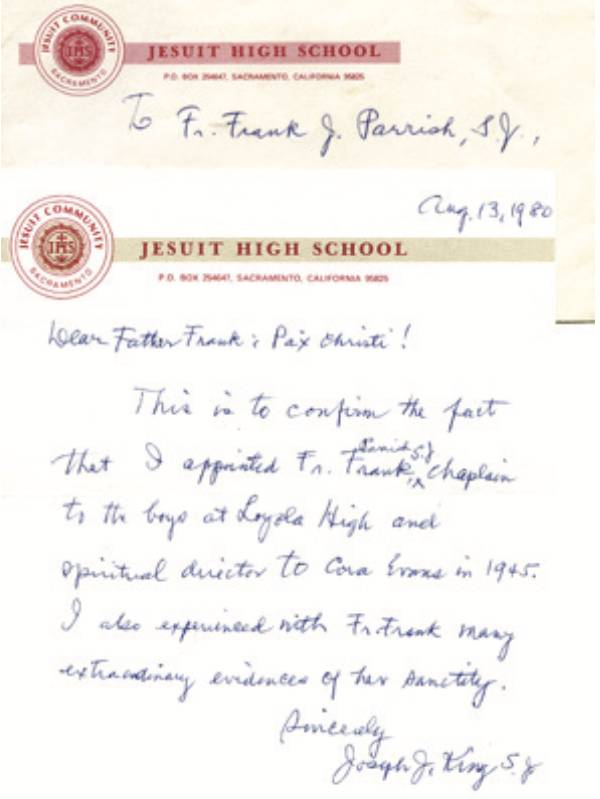 JESUIT COMMUNITY
IHS
SACRAMENTO
JESUIT HIGH SCHOOL
P.O. BOX 254647, SACRAMENTO, CALIFORNIA 95825
To Fr. Frank J. Parrish, S.J.,
Aug. 13, 1980
JESUIT COMMUNITY
IHS
SACRAMENTO
JESUIT HIGH SCHOOL
P.O. BOX 254647, SACRAMENTO, CALIFORNIA 95825
Dear Father Frank: Pax Christi!
This is to confirm the fact
that I appointed Fr. Frank, Parrish S.J. chaplain
to the boys at Loyola High and
spiritual director to Cora Evans in 1945.
I also experienced with Fr. Frank many
extraordinary evidences of her sanctity.
Sincerely
Joseph J. King S.J